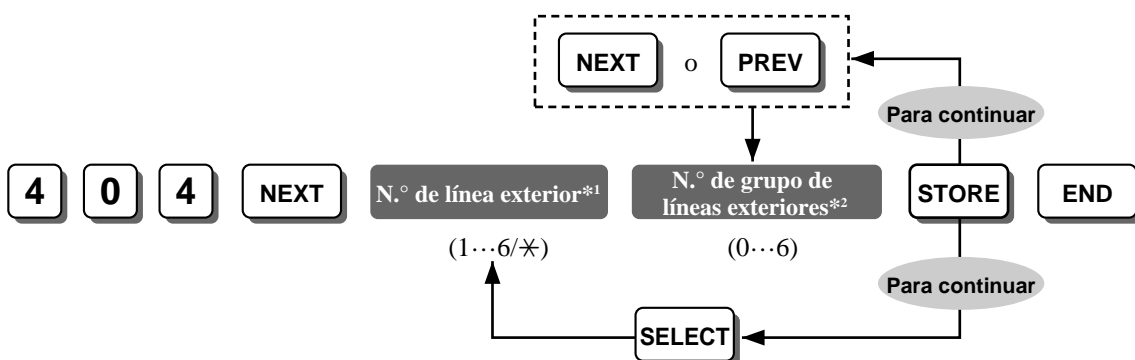 NEXT o PREV
Para continuar
4 0 4 NEXT N.° de línea exterior*1 N.° de grupo de líneas exteriores*2 STORE END
(1···6/✳) (0···6)
Para continuar
SELECT